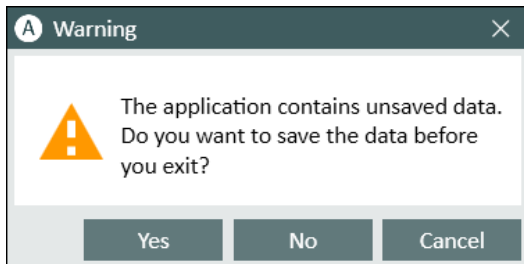 A Warning
The application contains unsaved data.
Do you want to save the data before
you exit?
Yes No Cancel